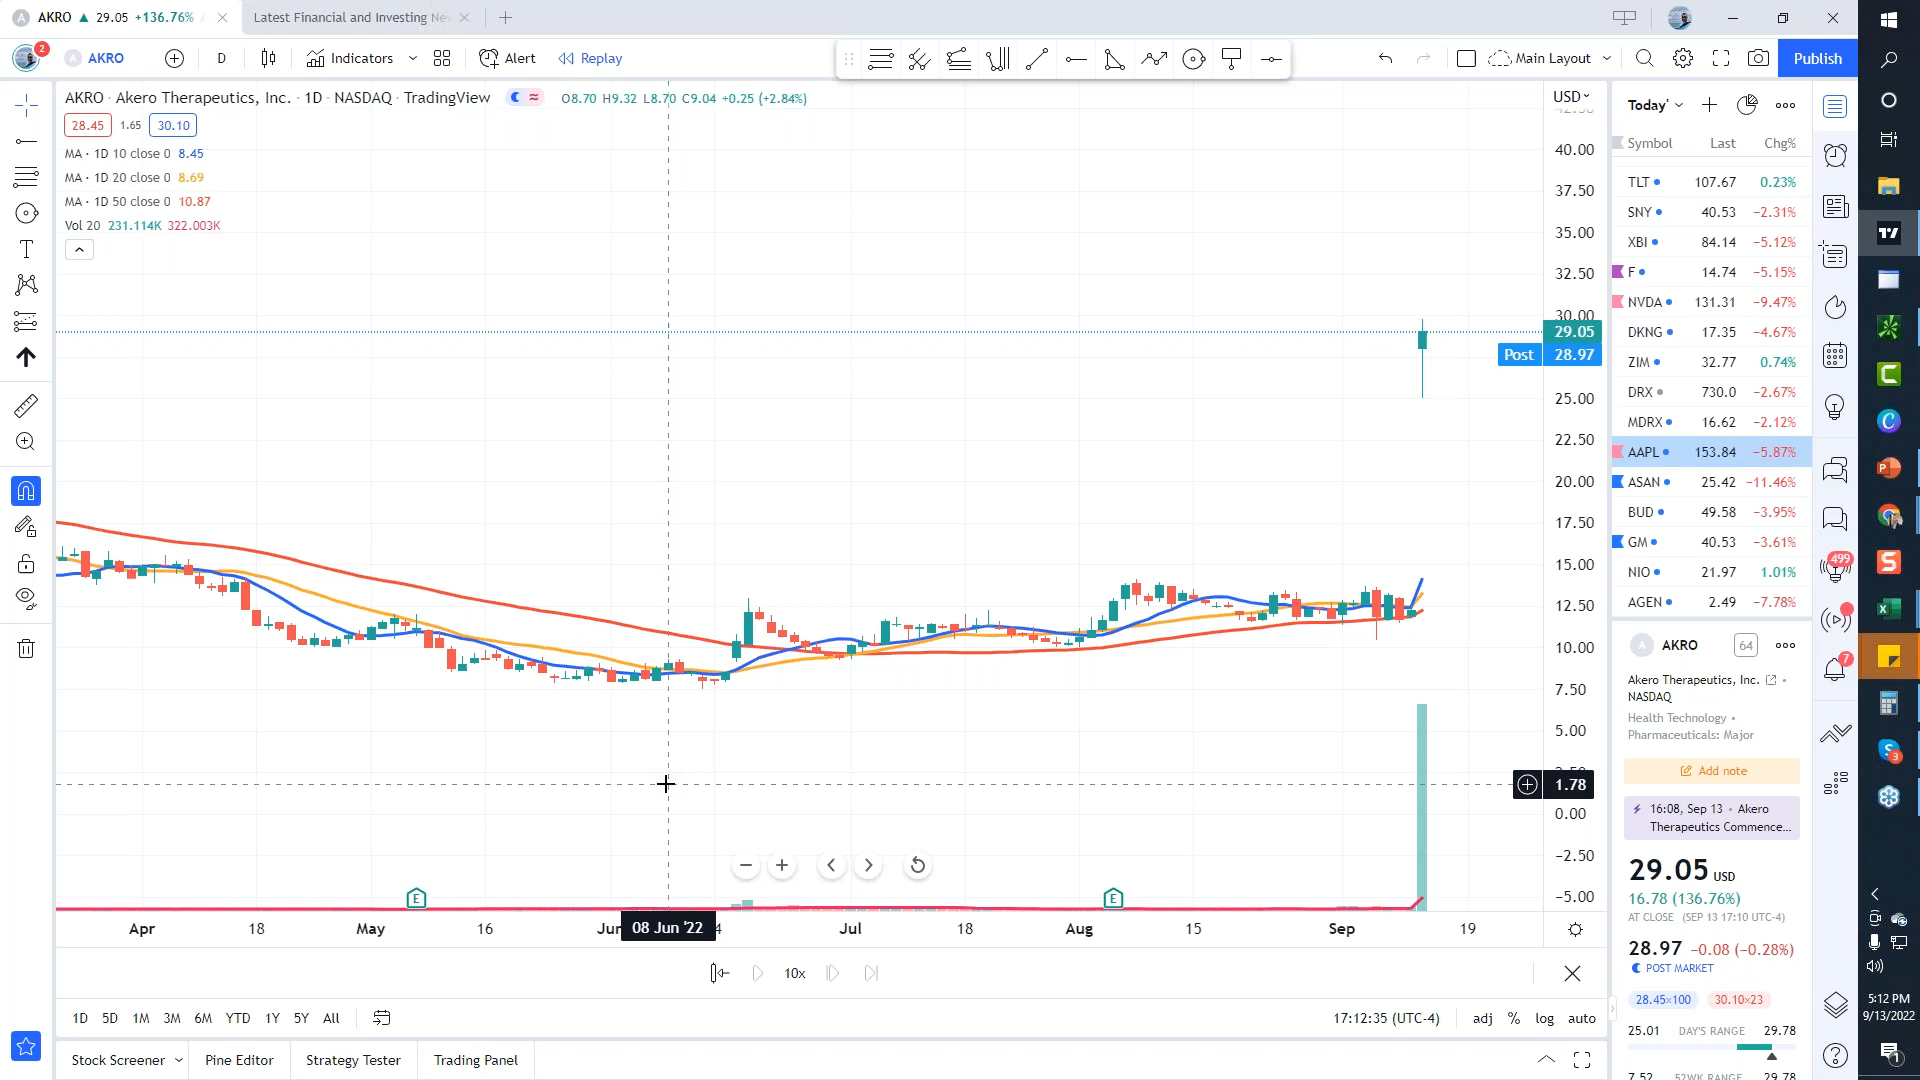 AKRO ▲ 29.05 +136.76%
Latest Financial and Investing Ne
2
AKRO
D
Indicators
Alert
Replay
Main Layout
Publish
AKRO · Akero Therapeutics, Inc. · 1D · NASDAQ · TradingView
O8.70 H9.32 L8.70 C9.04 +0.25 (+2.84%)
28.45 1.65 30.10
MA · 1D 10 close 0 8.45
MA · 1D 20 close 0 8.69
MA · 1D 50 close 0 10.87
Vol 20 231.114K 322.003K
USD
40.00
37.50
35.00
32.50
30.00
29.05
Post 28.97
25.00
22.50
20.00
17.50
15.00
12.50
10.00
7.50
5.00
1.78
0.00
−2.50
−5.00
E
E
Apr 18 May 16 Jun 08 Jun '22 4 Jul 18 Aug 15 Sep 19
10x
1D 5D 1M 3M 6M YTD 1Y 5Y All
17:12:35 (UTC-4)
adj % log auto
Stock Screener
Pine Editor
Strategy Tester
Trading Panel
Today'
Symbol Last Chg%
TLT 107.67 0.23%
SNY 40.53 −2.31%
XBI 84.14 −5.12%
F 14.74 −5.15%
NVDA 131.31 −9.47%
DKNG 17.35 −4.67%
ZIM 32.77 0.74%
DRX 730.0 −2.67%
MDRX 16.62 −2.12%
AAPL 153.84 −5.87%
ASAN 25.42 −11.46%
BUD 49.58 −3.95%
GM 40.53 −3.61%
NIO 21.97 1.01%
AGEN 2.49 −7.78%
AKRO 64
Akero Therapeutics, Inc.
NASDAQ
Health Technology •
Pharmaceuticals: Major
Add note
16:08, Sep 13 • Akero
Therapeutics Commence...
29.05 USD
16.78 (136.76%)
AT CLOSE (SEP 13 17:10 UTC-4)
28.97 −0.08 (−0.28%)
POST MARKET
28.45×100 30.10×23
25.01 DAY'S RANGE 29.78
7.52 52WK RANGE 29.78
499
7
3
5:12 PM
9/13/2022
1